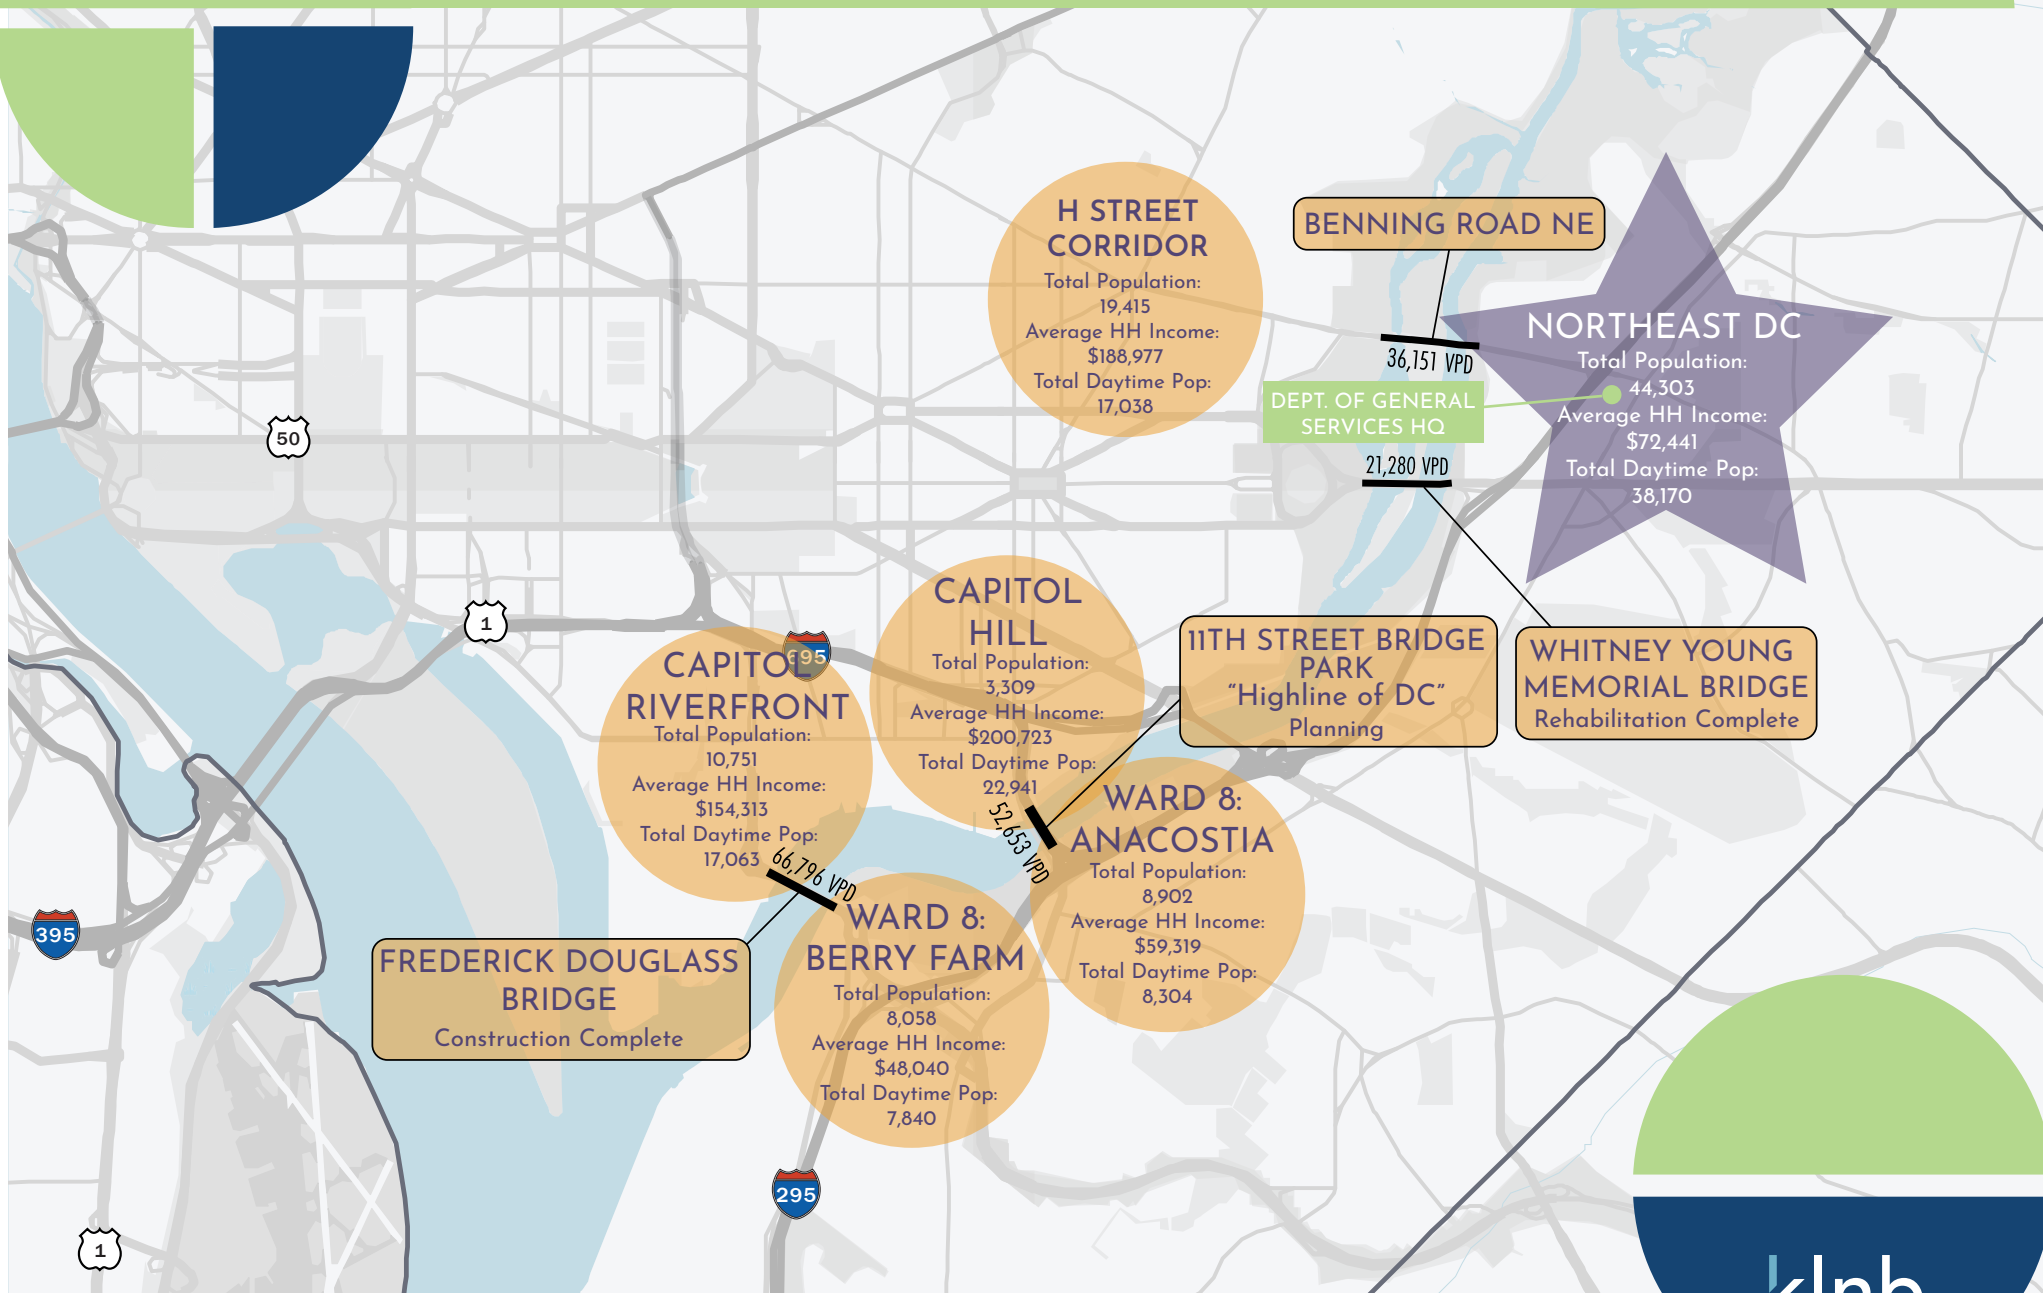 H STREET
CORRIDOR
Total Population:
19,415
Average HH Income:
$188,977
Total Daytime Pop:
17,038
BENNING ROAD NE
36,151 VPD
NORTHEAST DC
Total Population:
44,303
Average HH Income:
$72,441
Total Daytime Pop:
38,170
DEPT. OF GENERAL
SERVICES HQ
21,280 VPD
50
1
695
CAPITOL
HILL
Total Population:
3,309
Average HH Income:
$200,723
Total Daytime Pop:
22,941
CAPITOL
RIVERFRONT
Total Population:
10,751
Average HH Income:
$154,313
Total Daytime Pop:
17,063
11TH STREET BRIDGE
PARK
“Highline of DC”
Planning
WHITNEY YOUNG
MEMORIAL BRIDGE
Rehabilitation Complete
52,653 VPD
66,796 VPD
WARD 8:
ANACOSTIA
Total Population:
8,902
Average HH Income:
$59,319
Total Daytime Pop:
8,304
WARD 8:
BERRY FARM
Total Population:
8,058
Average HH Income:
$48,040
Total Daytime Pop:
7,840
395
FREDERICK DOUGLASS
BRIDGE
Construction Complete
295
1
klnb